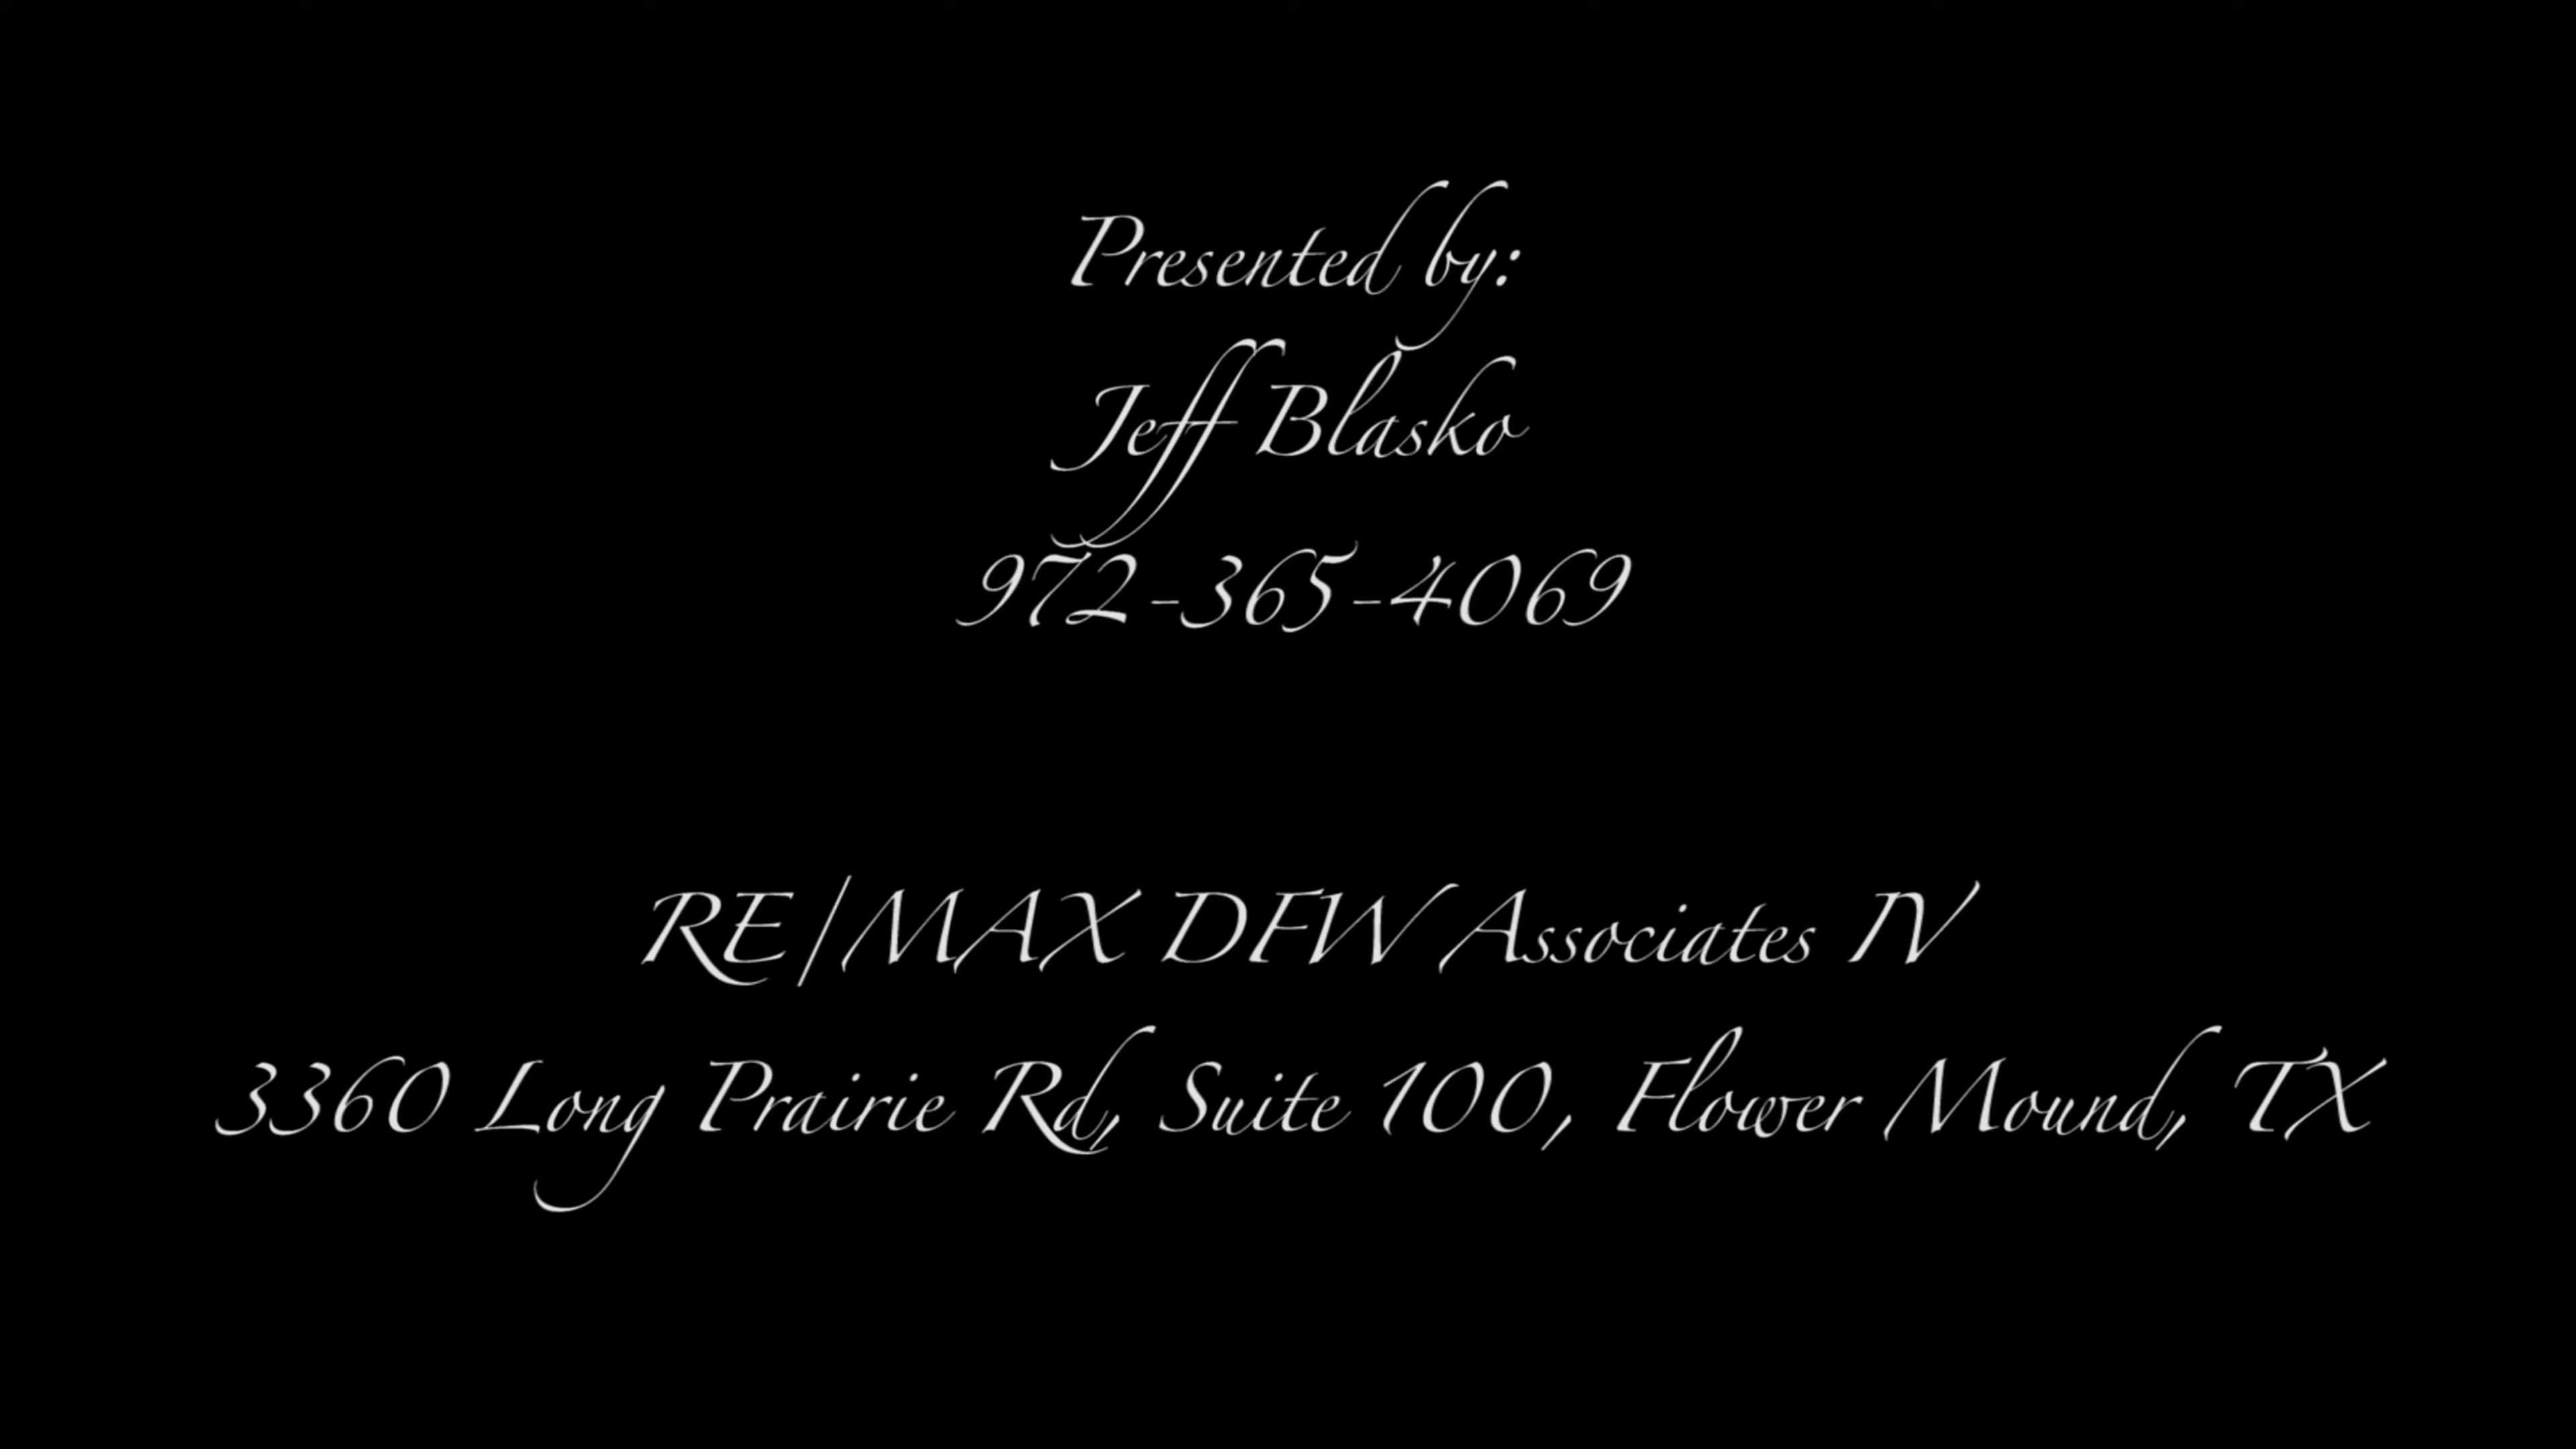 Presented by:
Jeff Blasko
972-365-4069
RE/MAX DFW Associates IV
3360 Long Prairie Rd, Suite 100, Flower Mound, TX